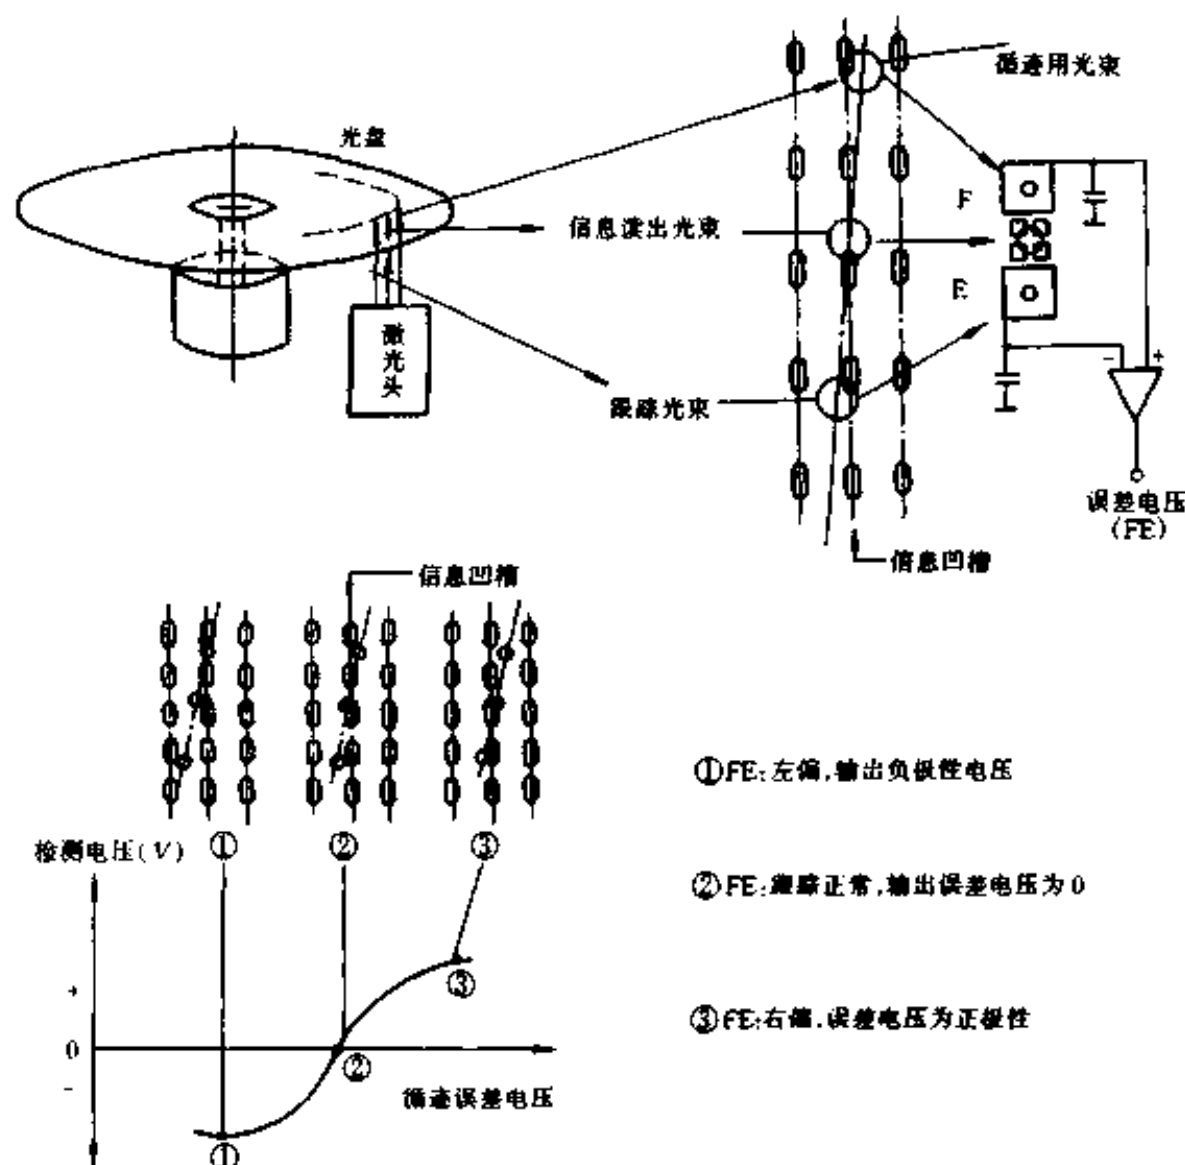 光盘
循迹用光束
F
信息读出光束
E
激光头
- +
跟踪光束
误差电压
(FE)
信息凹槽
信息凹槽
①FE:左偏,输出负极性电压
① ② ③
检测电压(V)
②FE:跟踪正常,输出误差电压为0
③
+
③FE:右偏,误差电压为正极性
0
②
-
循迹误差电压
①